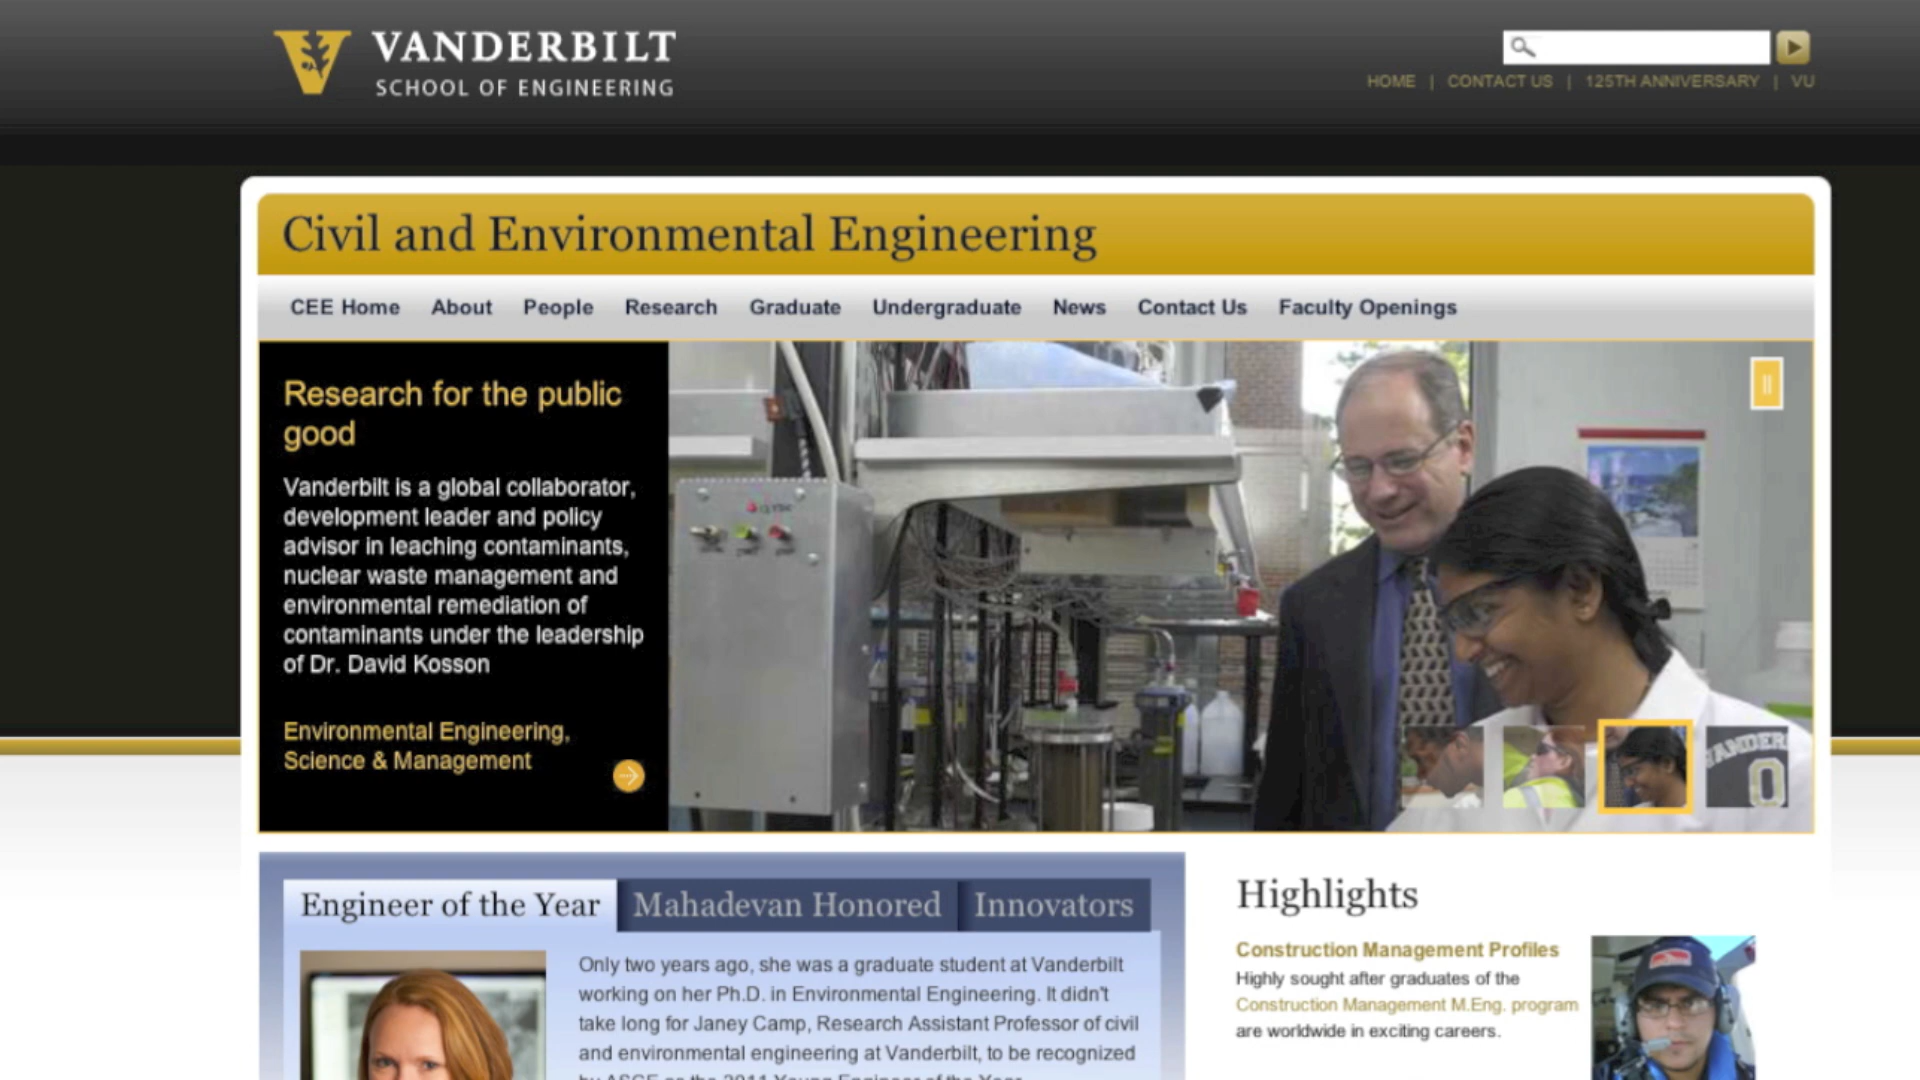 VANDERBILT
SCHOOL OF ENGINEERING
HOME | CONTACT US | 125TH ANNIVERSARY | VU
Civil and Environmental Engineering
CEE Home About People Research Graduate Undergraduate News Contact Us Faculty Openings
Research for the public
good
Vanderbilt is a global collaborator,
development leader and policy
advisor in leaching contaminants,
nuclear waste management and
environmental remediation of
contaminants under the leadership
of Dr. David Kosson
Environmental Engineering,
Science & Management
Engineer of the Year Mahadevan Honored Innovators
Only two years ago, she was a graduate student at Vanderbilt
working on her Ph.D. in Environmental Engineering. It didn't
take long for Janey Camp, Research Assistant Professor of civil
and environmental engineering at Vanderbilt, to be recognized
by ASCE as the 2011 Young Engineer of the Year.
Highlights
Construction Management Profiles
Highly sought after graduates of the
Construction Management M.Eng. program
are worldwide in exciting careers.